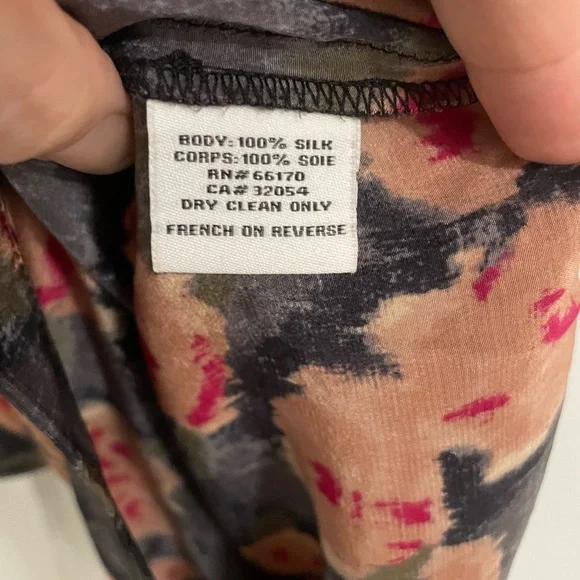 BODY: 100% SILK
CORPS: 100% SOIE
RN# 66170
CA# 32054
DRY CLEAN ONLY
FRENCH ON REVERSE